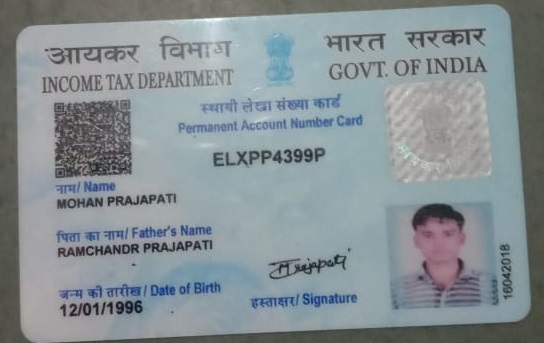 आयकर विभाग
भारत सरकार
INCOME TAX DEPARTMENT
GOVT. OF INDIA
स्थायी लेखा संख्या कार्ड
Permanent Account Number Card
ELXPP4399P
नाम/ Name
MOHAN PRAJAPATI
पिता का नाम/ Father's Name
RAMCHANDR PRAJAPATI
जन्म की तारीख/ Date of Birth
12/01/1996
Prajapati
हस्ताक्षर/ Signature
16042018